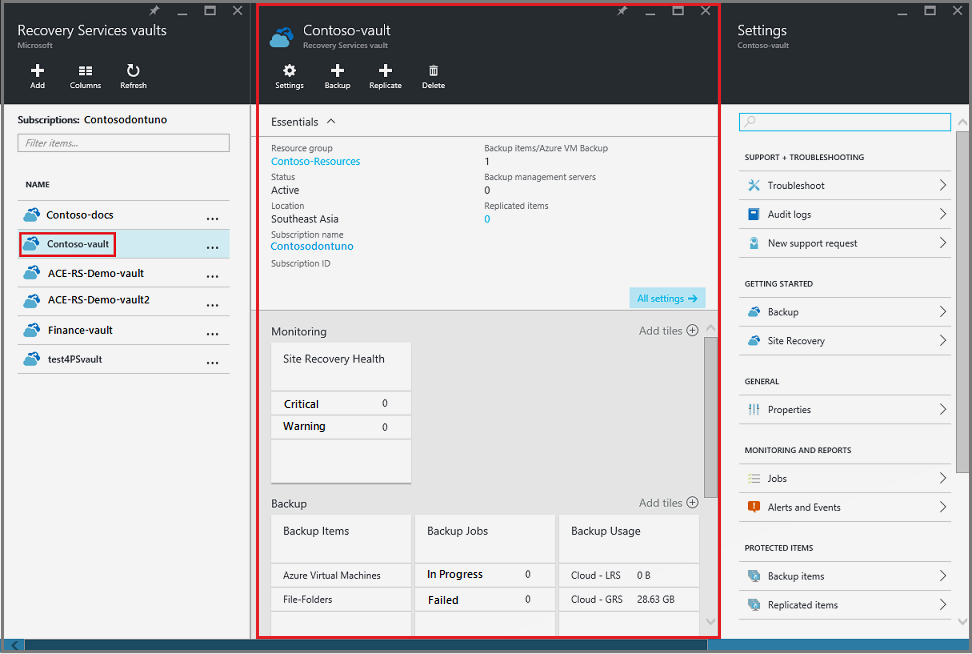 Recovery Services vaults
Microsoft
Add Columns Refresh
Subscriptions: Contosodontuno
Filter items...
NAME
Contoso-docs ...
Contoso-vault ...
ACE-RS-Demo-vault ...
ACE-RS-Demo-vault2 ...
Finance-vault ...
test4PSvault ...
Contoso-vault
Recovery Services vault
Settings Backup Replicate Delete
Essentials
Resource group
Contoso-Resources
Status
Active
Location
Southeast Asia
Subscription name
Contosodontuno
Subscription ID
Backup items/Azure VM Backup
1
Backup management servers
0
Replicated items
0
All settings
Monitoring Add tiles
Site Recovery Health
Critical 0
Warning 0
Backup Add tiles
Backup Items
Azure Virtual Machines
File-Folders
Backup Jobs
In Progress 0
Failed 0
Backup Usage
Cloud - LRS 0 B
Cloud - GRS 28.63 GB
Settings
Contoso-vault
SUPPORT + TROUBLESHOOTING
Troubleshoot
Audit logs
New support request
GETTING STARTED
Backup
Site Recovery
GENERAL
Properties
MONITORING AND REPORTS
Jobs
Alerts and Events
PROTECTED ITEMS
Backup items
Replicated items